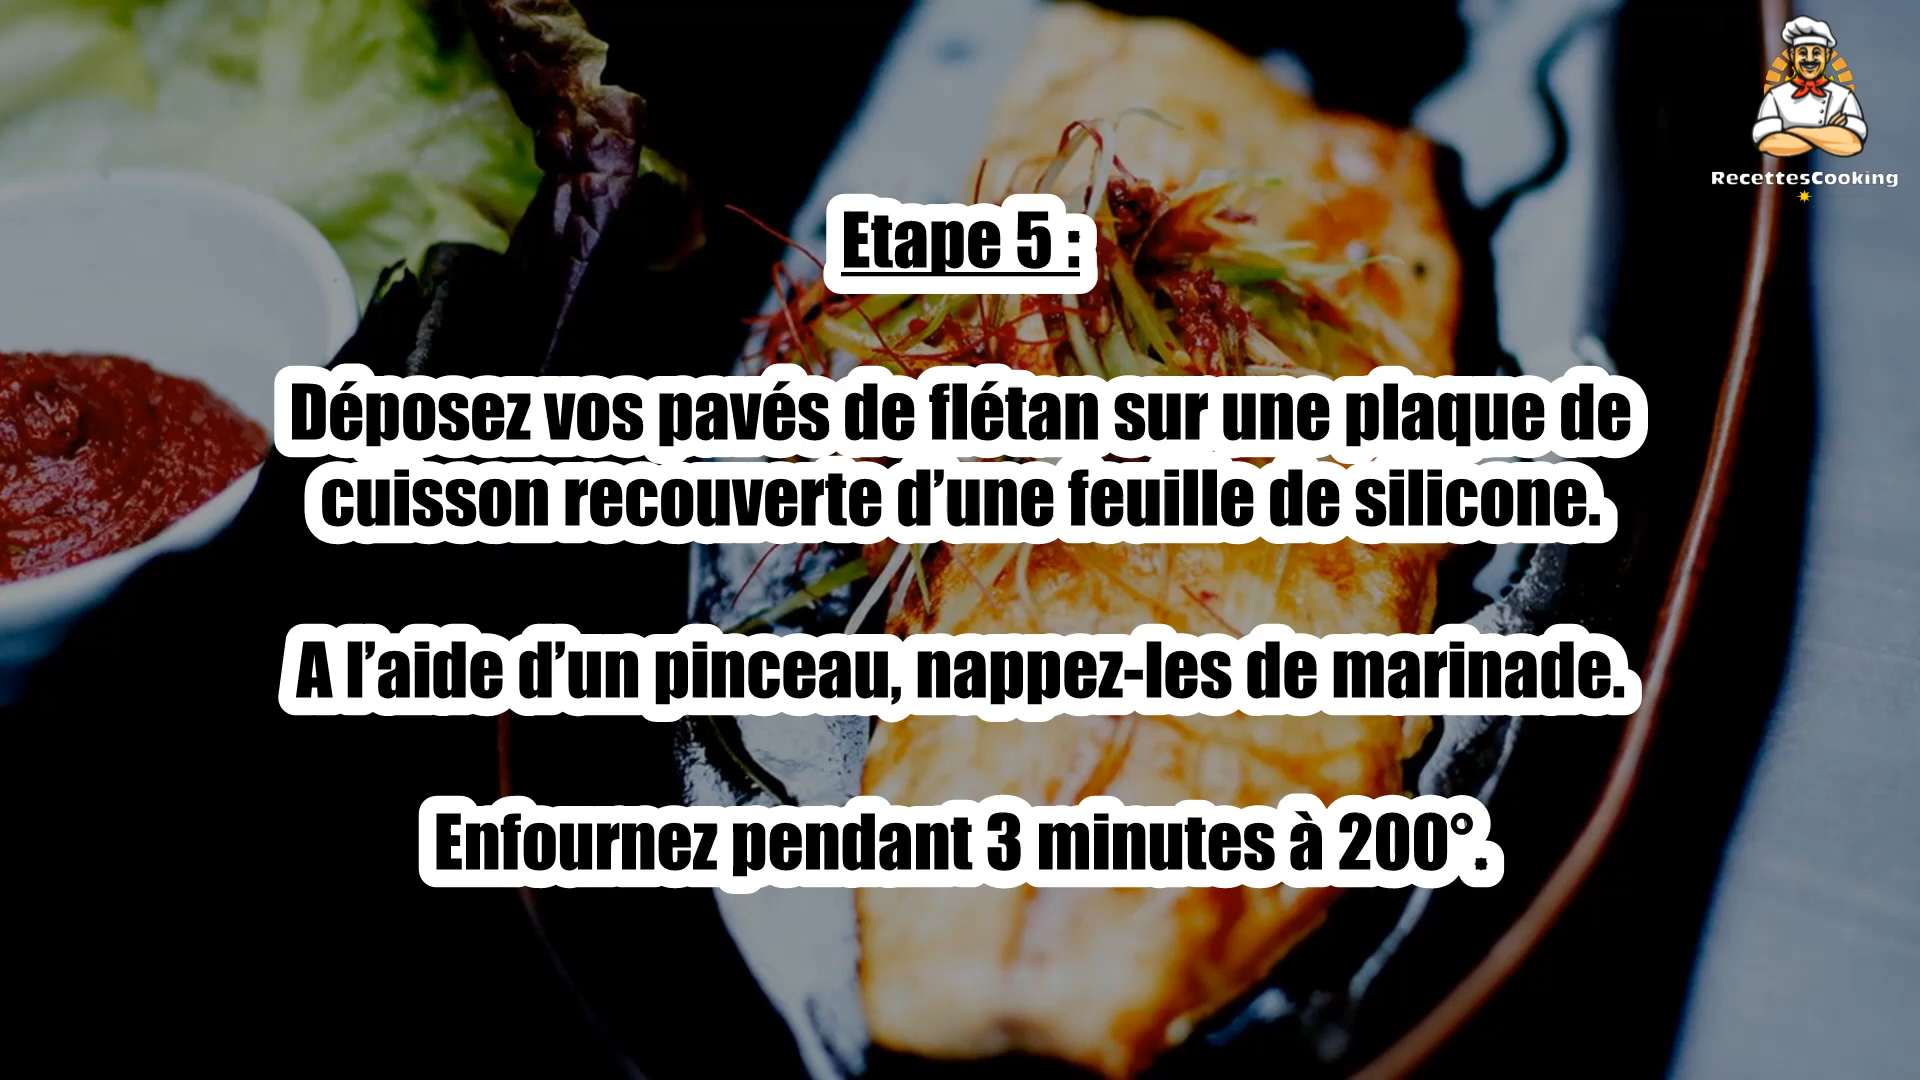 RecettesCooking
Etape 5 :
Déposez vos pavés de flétan sur une plaque de
cuisson recouverte d’une feuille de silicone.
A l’aide d’un pinceau, nappez-les de marinade.
Enfournez pendant 3 minutes à 200°.